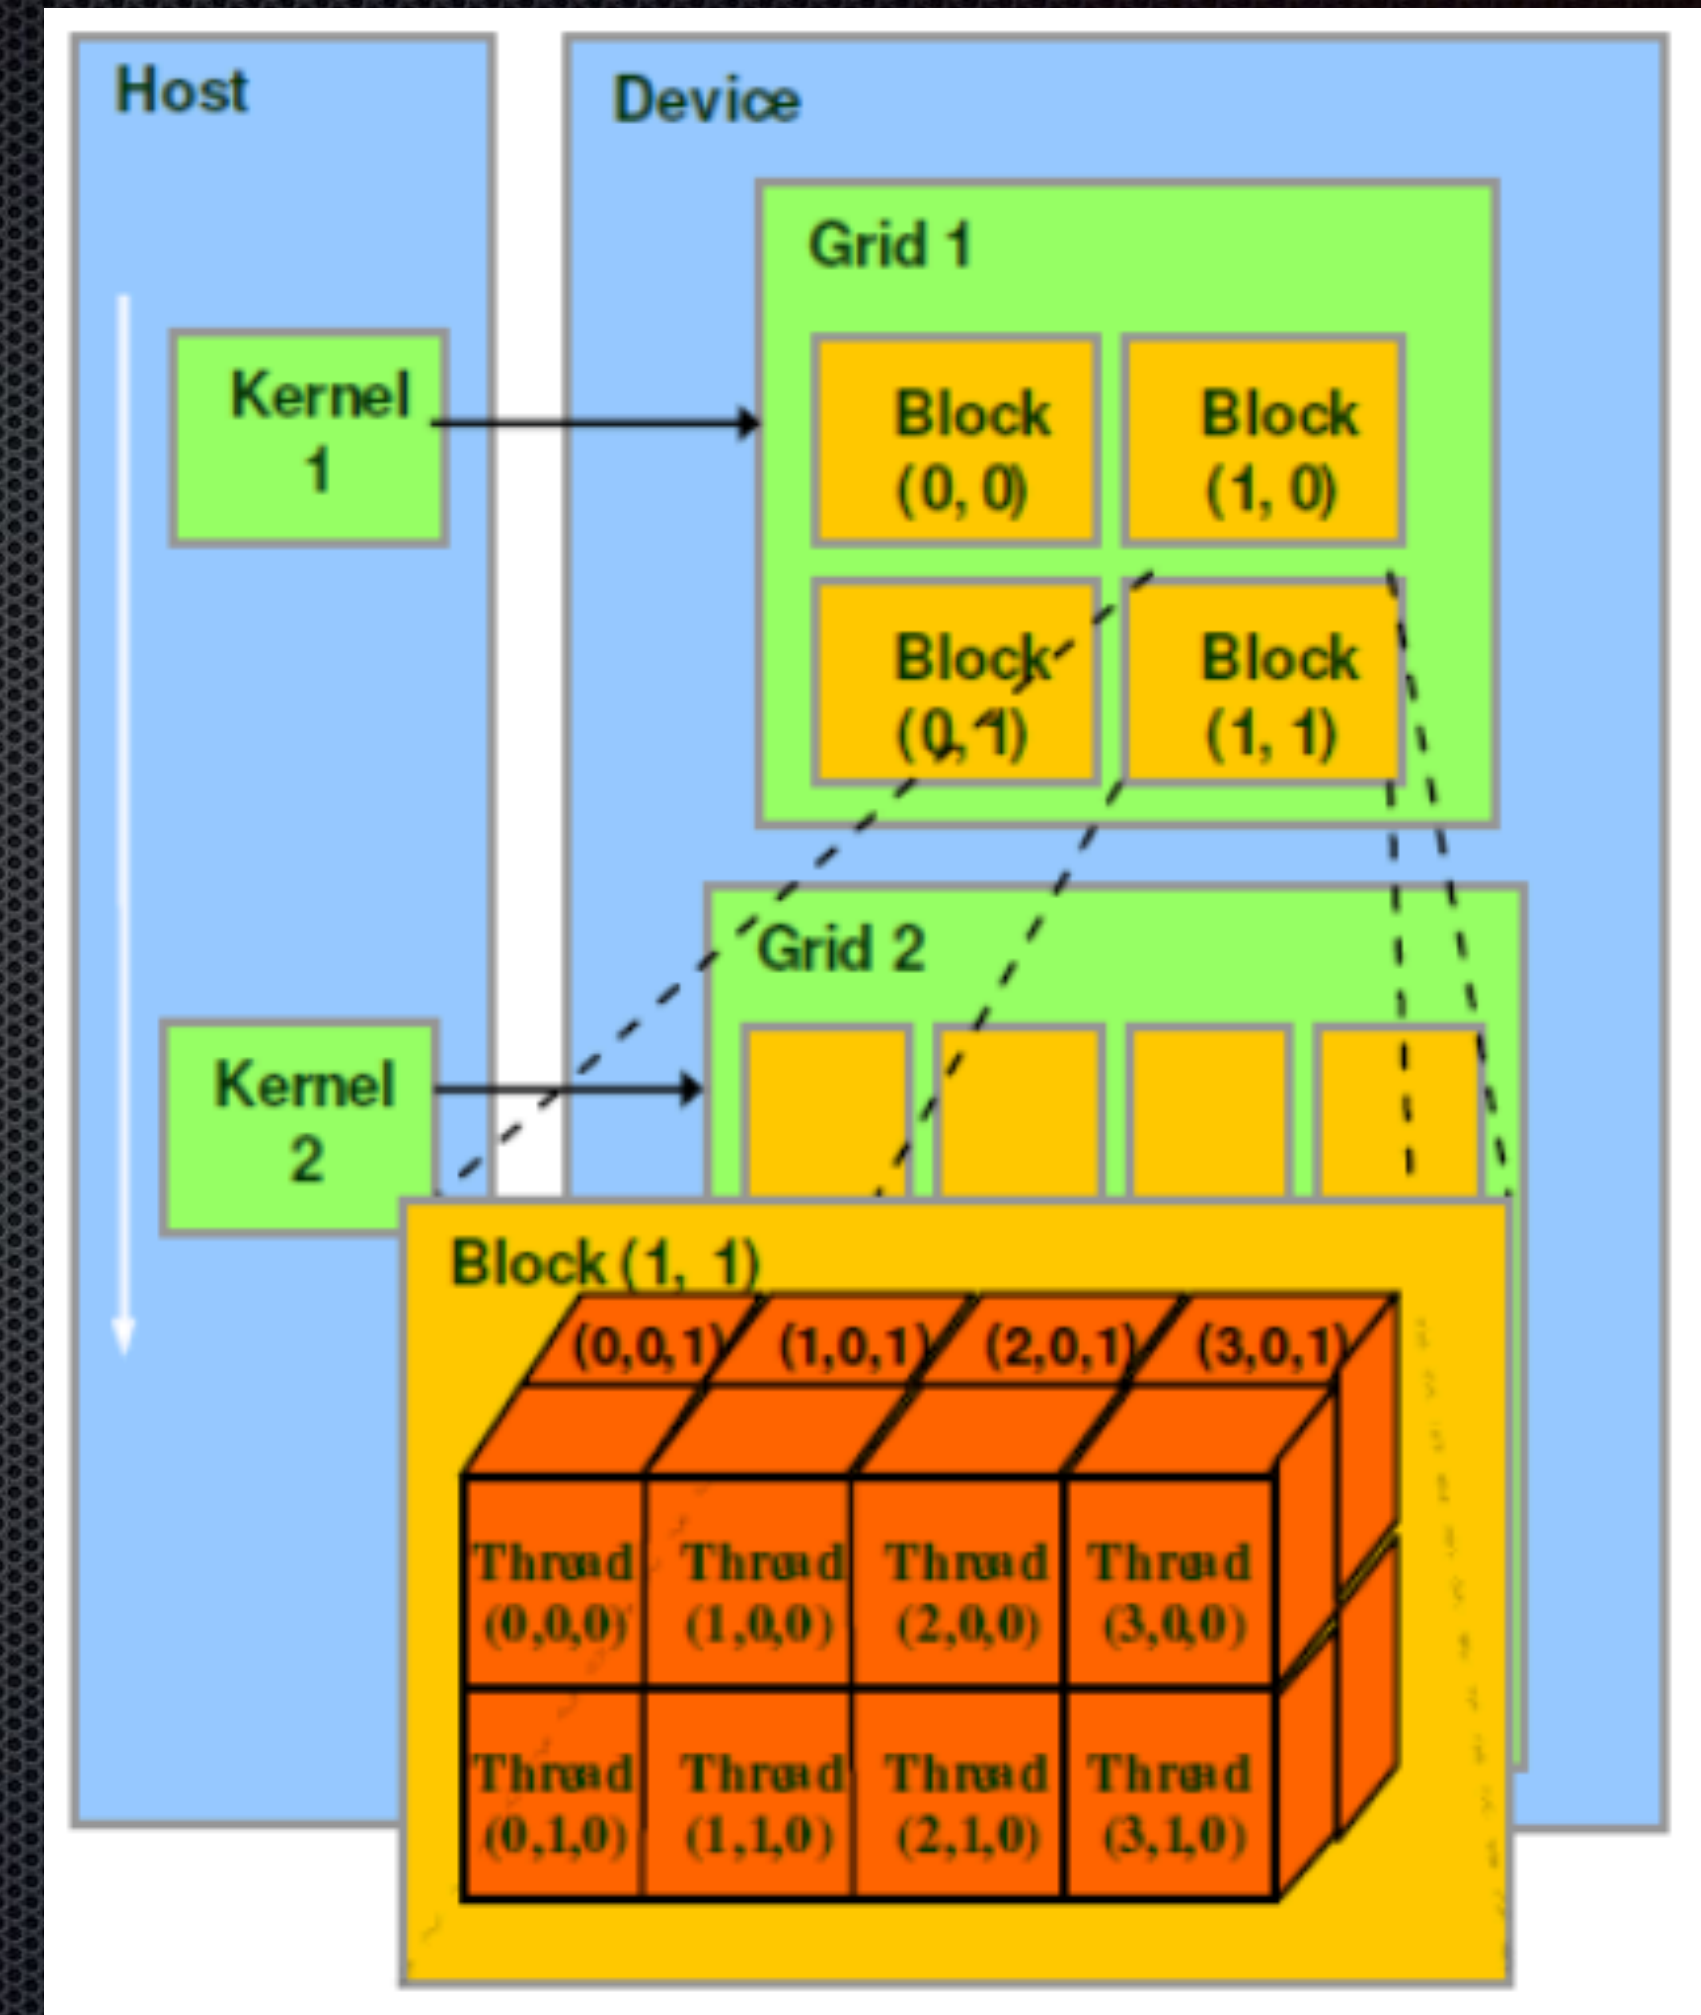 Host
Device
Grid 1
Kernel
1
Block
(0, 0)
Block
(1, 0)
Block
(0, 1)
Block
(1, 1)
Grid 2
Kernel
2
Block (1, 1)
(0,0,1)
(1,0,1)
(2,0,1)
(3,0,1)
Thread
(0,0,0)
Thread
(1,0,0)
Thread
(2,0,0)
Thread
(3,0,0)
Thread
(0,1,0)
Thread
(1,1,0)
Thread
(2,1,0)
Thread
(3,1,0)